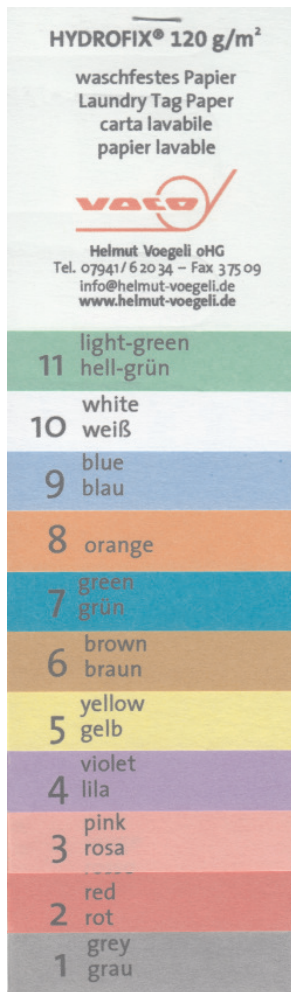 HYDROFIX® 120 g/m²
waschfestes Papier
Laundry Tag Paper
carta lavabile
papier lavable
VOCO
Helmut Voegeli oHG
Tel. 07941/62034 – Fax 37509
info@helmut-voegeli.de
www.helmut-voegeli.de
11 light-green
hell-grün
10 white
weiß
9 blue
blau
8 orange
7 green
grün
6 brown
braun
5 yellow
gelb
4 violet
lila
3 pink
rosa
2 red
rot
1 grey
grau